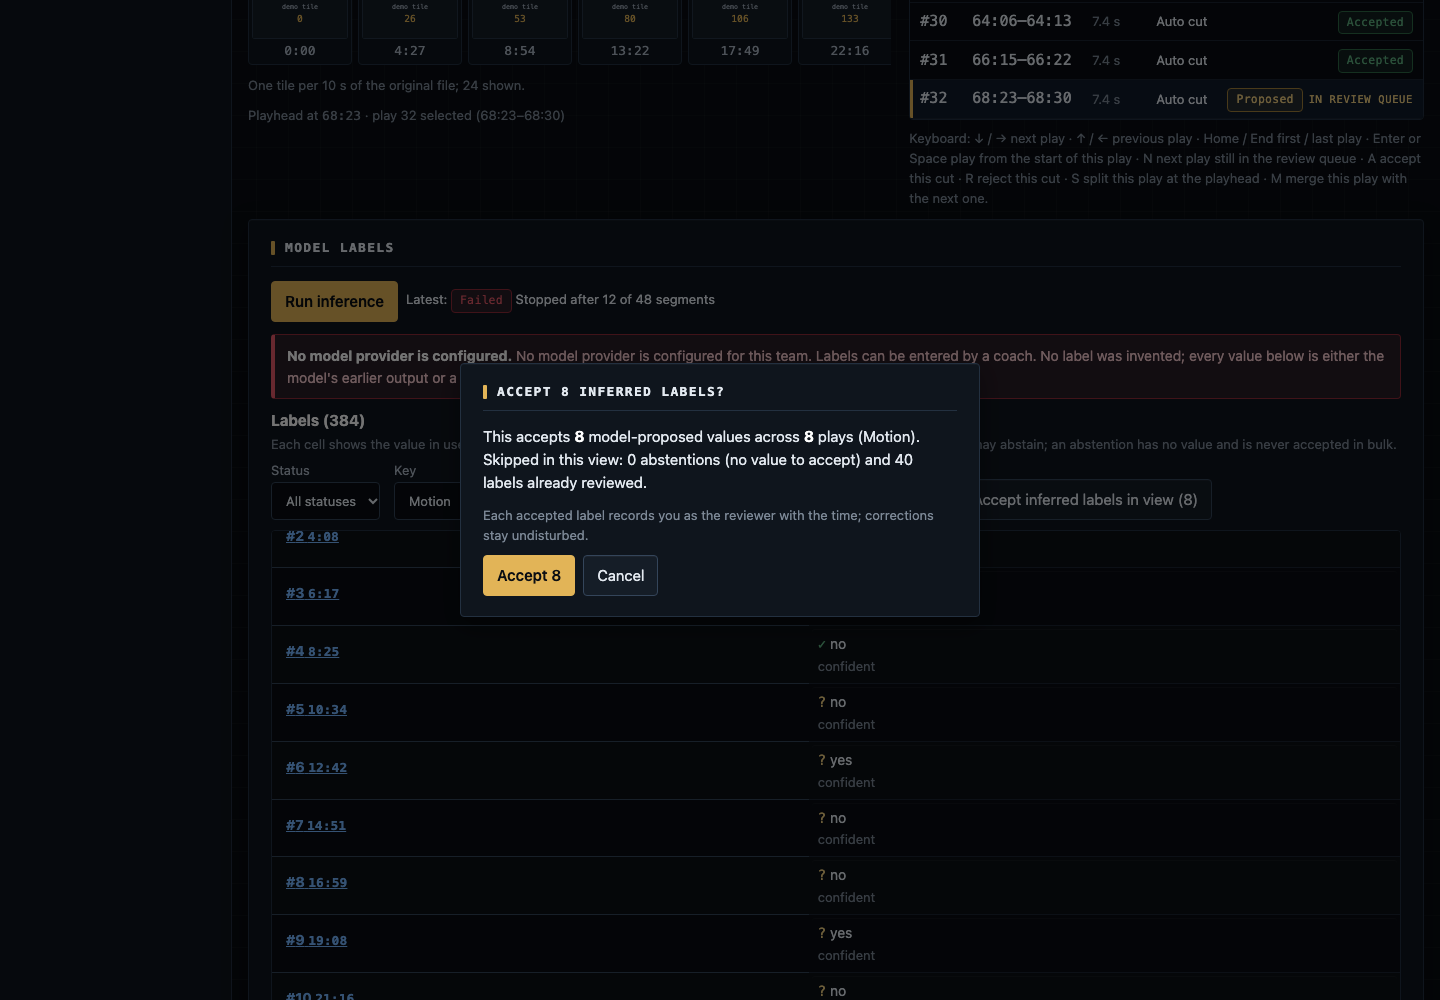 demo tile demo tile demo tile demo tile demo tile demo tile
0 26 53 80 106 133
0:00 4:27 8:54 13:22 17:49 22:16
One tile per 10 s of the original file; 24 shown.
Playhead at 68:23 · play 32 selected (68:23–68:30)
#30 64:06–64:13 7.4 s Auto cut Accepted
#31 66:15–66:22 7.4 s Auto cut Accepted
#32 68:23–68:30 7.4 s Auto cut Proposed IN REVIEW QUEUE
Keyboard: ↓ / → next play · ↑ / ← previous play · Home / End first / last play · Enter or
Space play from the start of this play · N next play still in the review queue · A accept
this cut · R reject this cut · S split this play at the playhead · M merge this play with
the next one.
MODEL LABELS
Run inference Latest: Failed Stopped after 12 of 48 segments
No model provider is configured. No model provider is configured for this team. Labels can be entered by a coach. No label was invented; every value below is either the
model's earlier output or a
Labels (384)
Each cell shows the value in use may abstain; an abstention has no value and is never accepted in bulk.
Status Key
All statuses Motion Accept inferred labels in view (8)
ACCEPT 8 INFERRED LABELS?
This accepts 8 model-proposed values across 8 plays (Motion).
Skipped in this view: 0 abstentions (no value to accept) and 40
labels already reviewed.
Each accepted label records you as the reviewer with the time; corrections
stay undisturbed.
Accept 8 Cancel
#2 4:08
#3 6:17
#4 8:25 ✓ no
confident
#5 10:34 ? no
confident
#6 12:42 ? yes
confident
#7 14:51 ? no
confident
#8 16:59 ? no
confident
#9 19:08 ? yes
confident
#10 21:16 ? no